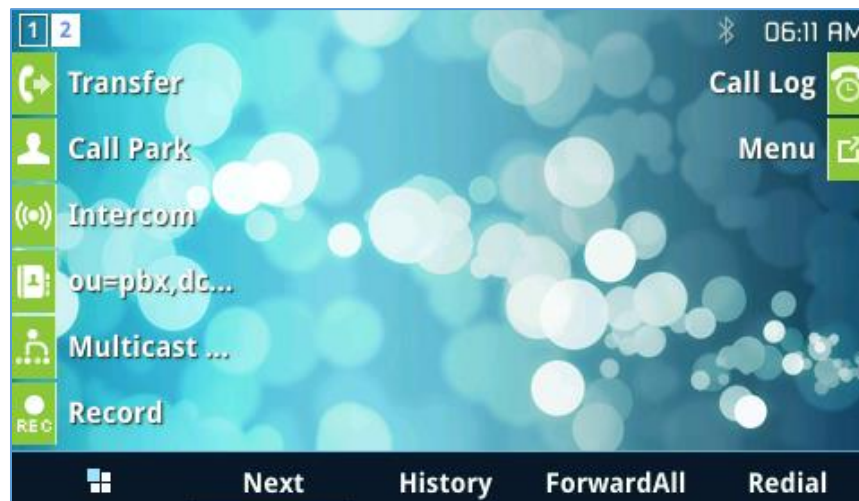 1 2 06:11 AM
Transfer Call Log
Call Park Menu
Intercom
ou=pbx,dc...
Multicast ...
Record
REC
Next History ForwardAll Redial